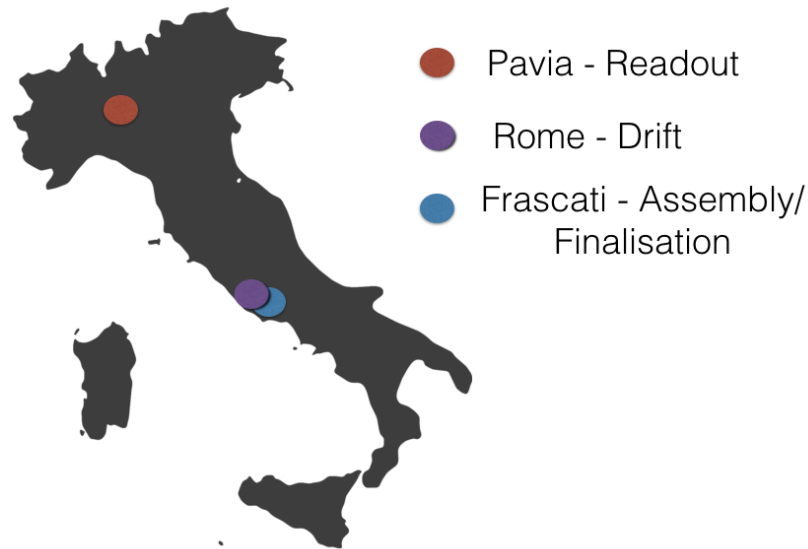 Pavia - Readout
Rome - Drift
Frascati - Assembly/
Finalisation